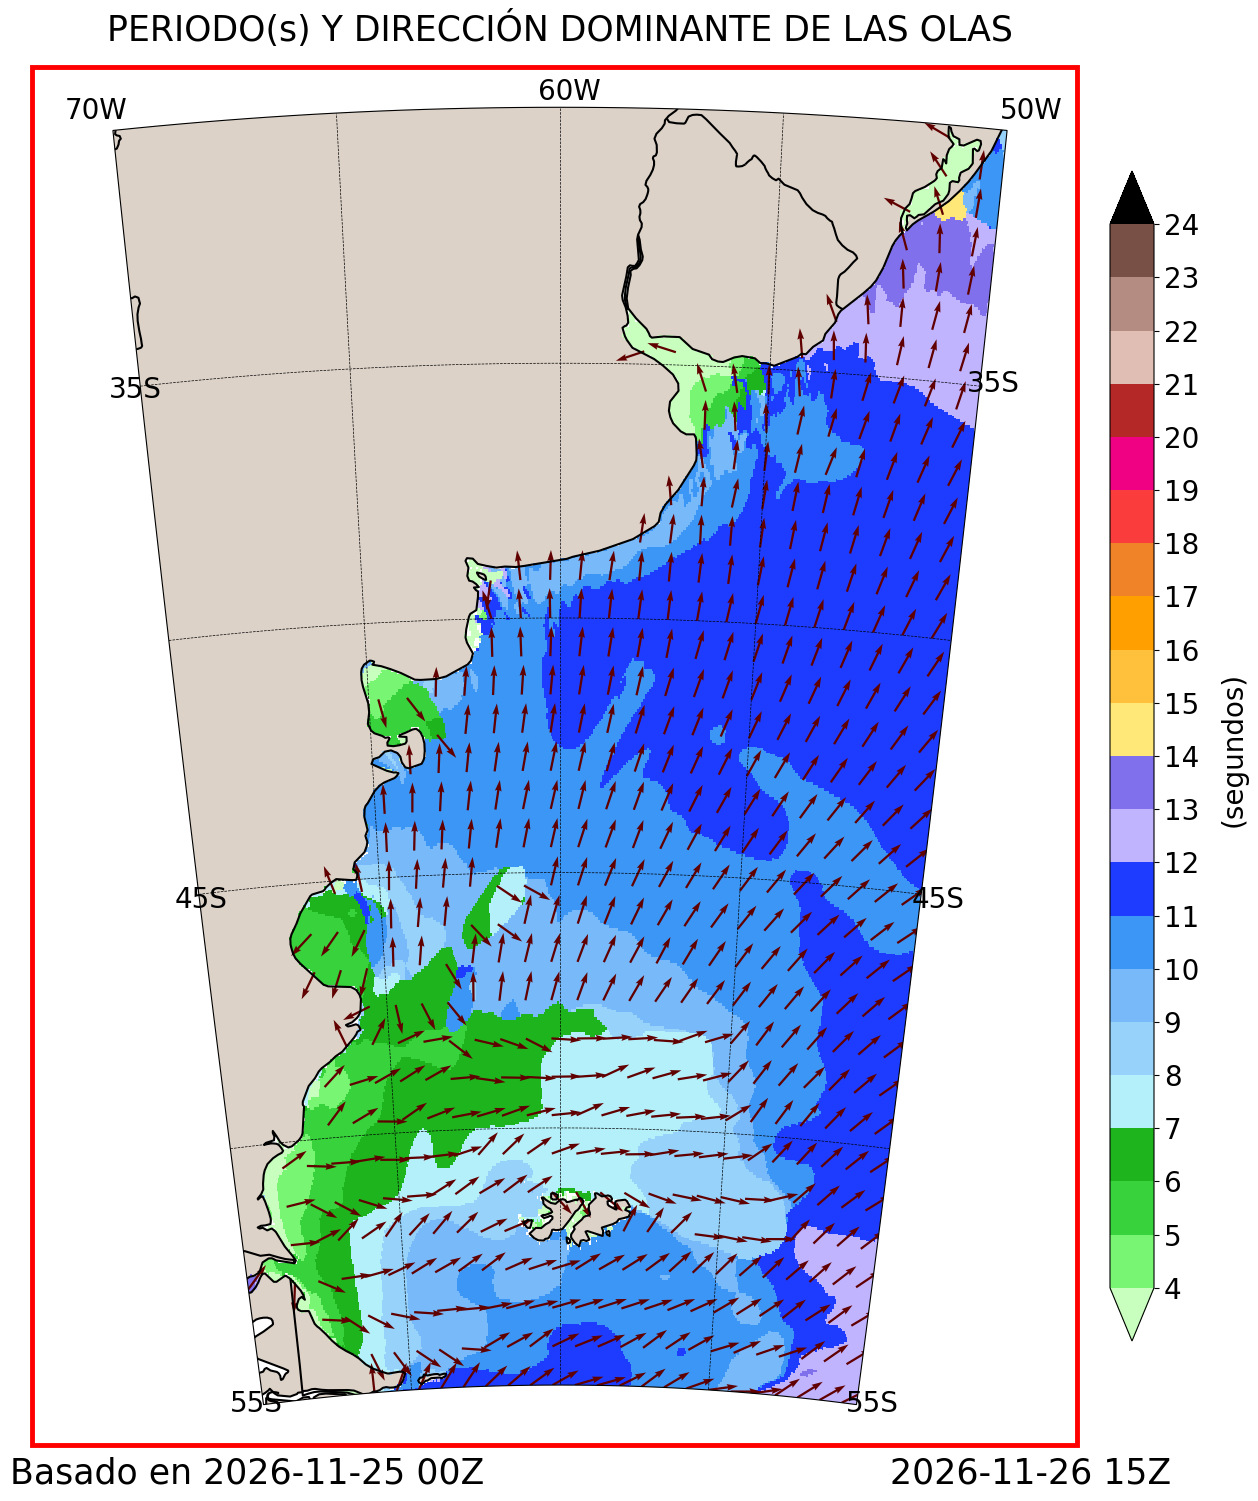 PERIODO(s) Y DIRECCIÓN DOMINANTE DE LAS OLAS
70W
60W
50W
35S
35S
45S
45S
55S
55S
24
23
22
21
20
19
18
17
16
15
14
13
12
11
10
9
8
7
6
5
4
(segundos)
Basado en 2026-11-25 00Z
2026-11-26 15Z